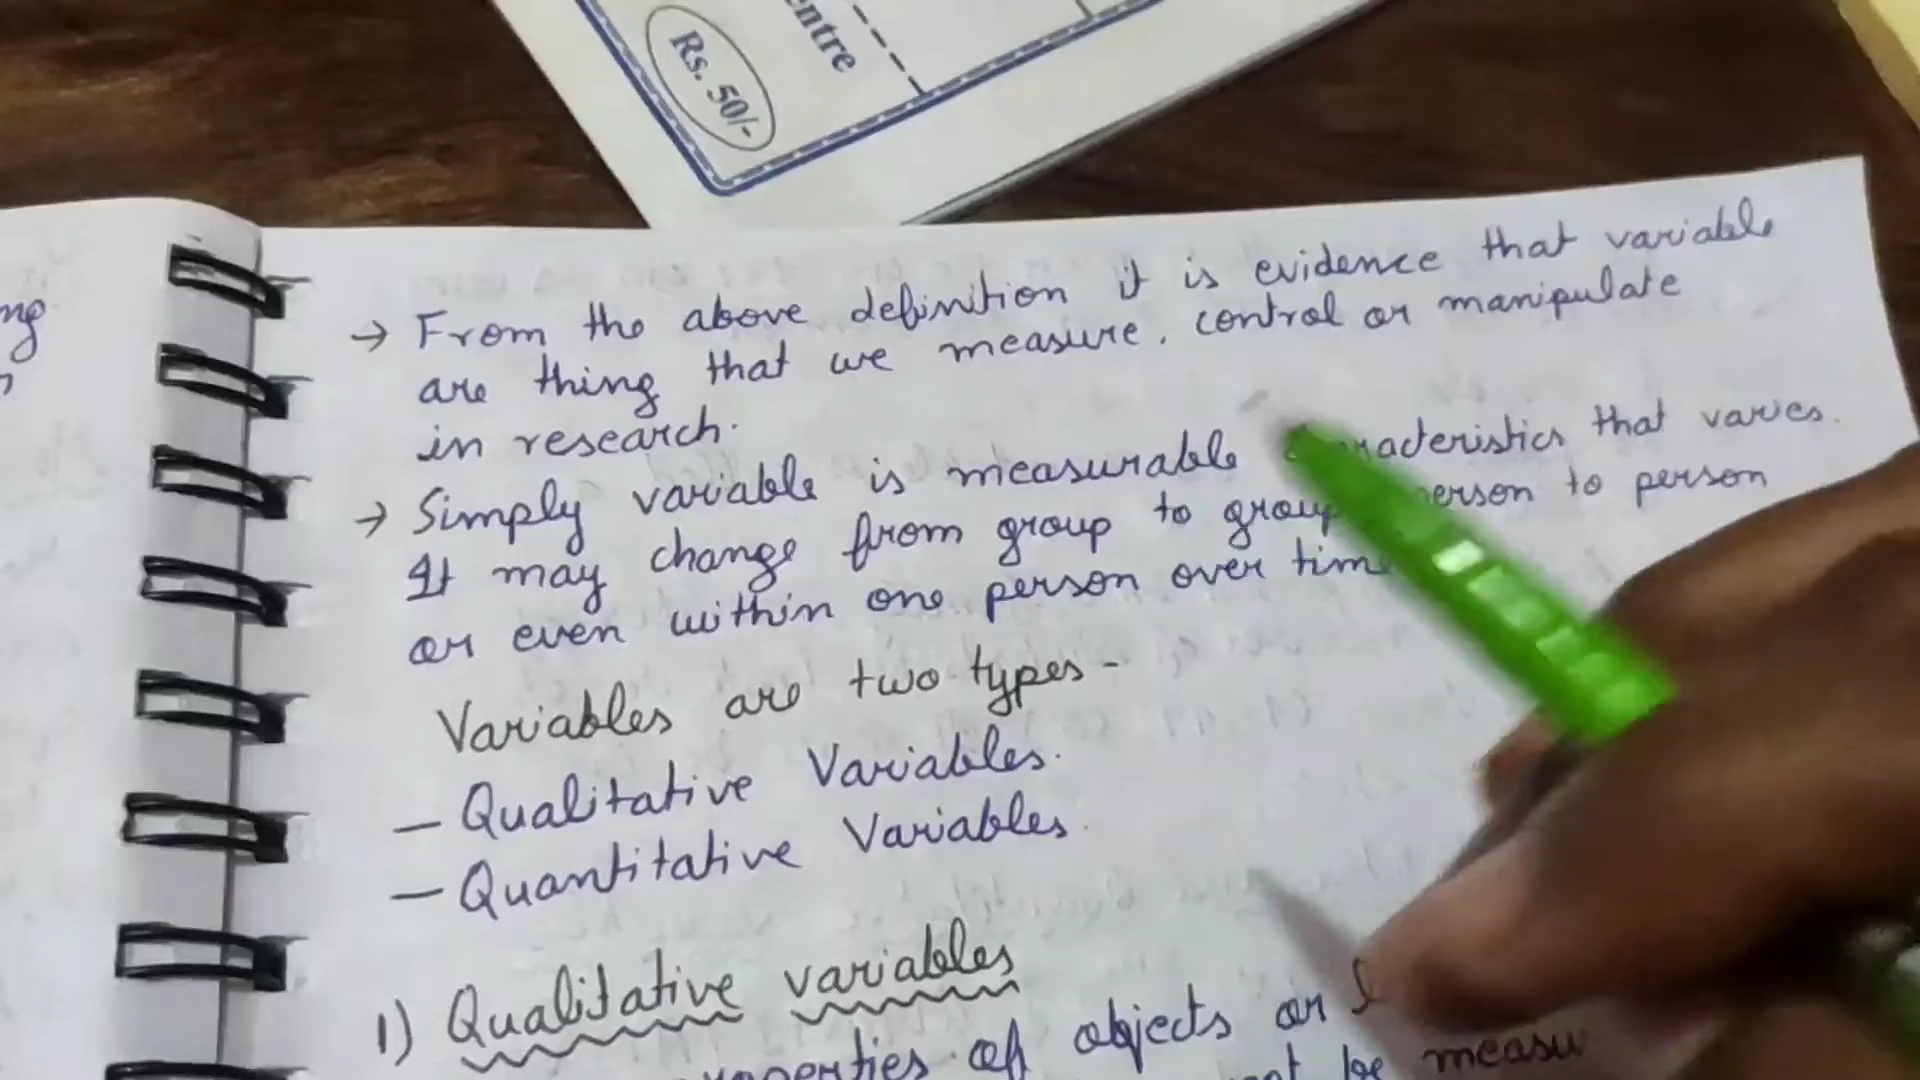 entre
Rs. 50/-
ng
→ From the above definition it is evidence that variable
are thing that we measure, control or manipulate
in research.
→ Simply variable is measurable that varies.
It may change from group to group person to person
or even within one person over
Variables are two types -
— Qualitative Variables.
— Quantitative Variables.
1) Qualitative variables
of objects or
be